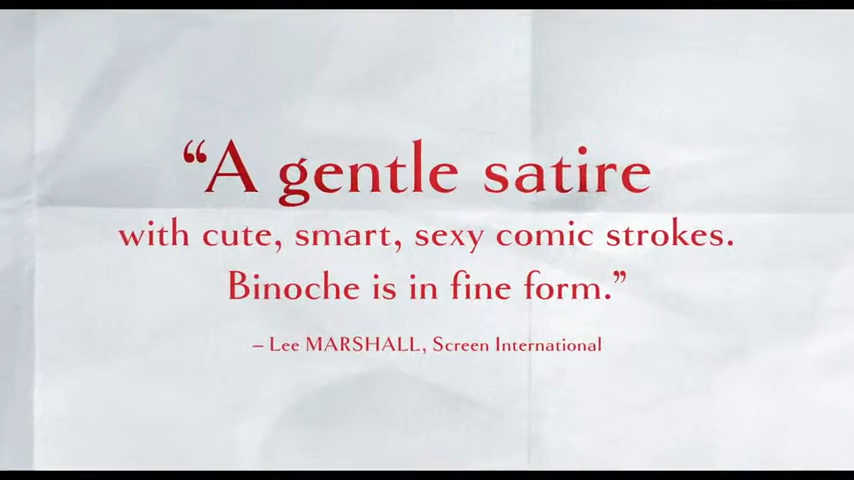 “A gentle satire
with cute, smart, sexy comic strokes.
Binoche is in fine form.”
– Lee MARSHALL, Screen International